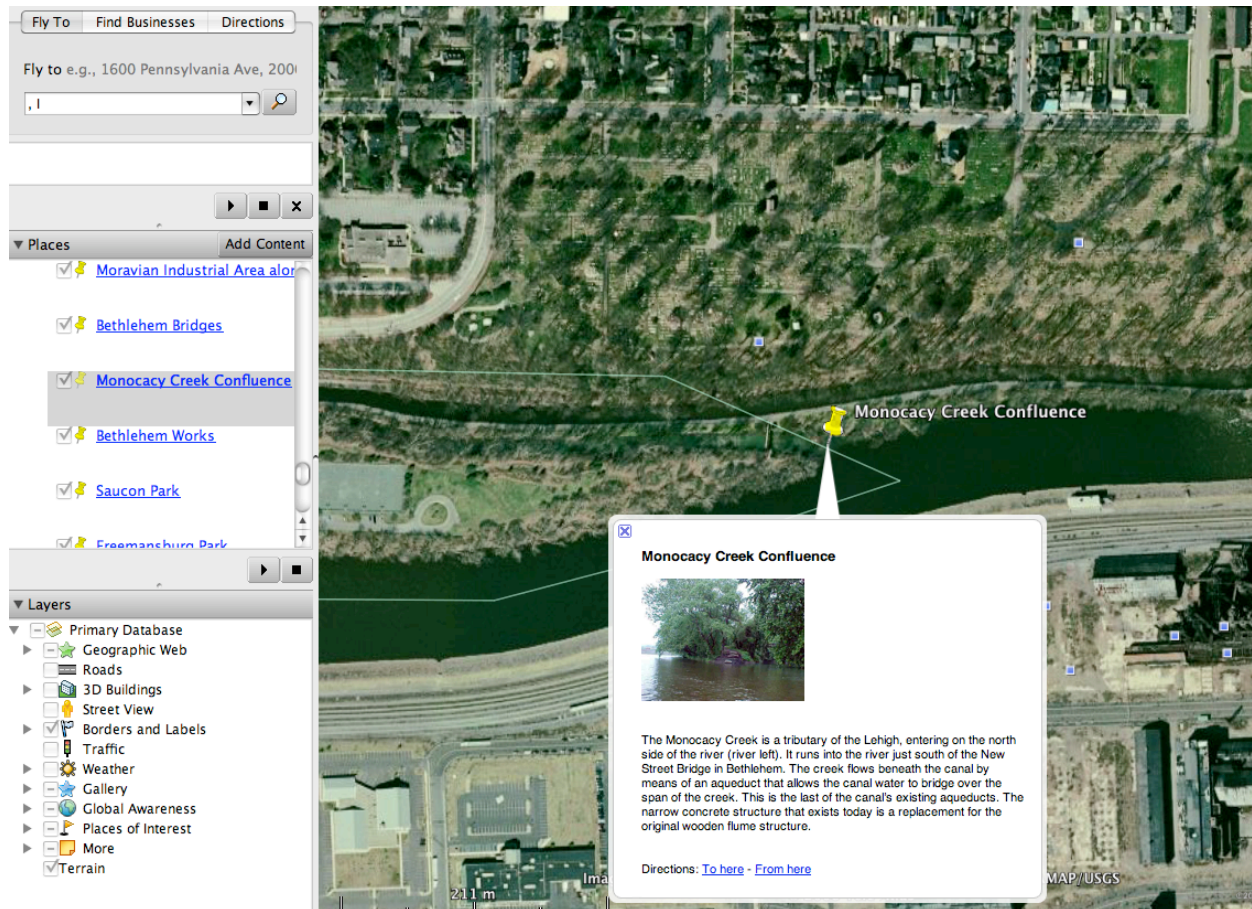 Fly To Find Businesses Directions
Fly to e.g., 1600 Pennsylvania Ave, 200
, l
Places Add Content
Moravian Industrial Area alon
Bethlehem Bridges
Monocacy Creek Confluence
Bethlehem Works
Saucon Park
Freemansburg Park
Layers
Primary Database
Geographic Web
Roads
3D Buildings
Street View
Borders and Labels
Traffic
Weather
Gallery
Global Awareness
Places of Interest
More
Terrain
Monocacy Creek Confluence
Monocacy Creek Confluence
The Monocacy Creek is a tributary of the Lehigh, entering on the north
side of the river (river left). It runs into the river just south of the New
Street Bridge in Bethlehem. The creek flows beneath the canal by
means of an aqueduct that allows the canal water to bridge over the
span of the creek. This is the last of the canal's existing aqueducts. The
narrow concrete structure that exists today is a replacement for the
original wooden flume structure.
Directions: To here - From here
211 m
Ima
MAP/USGS